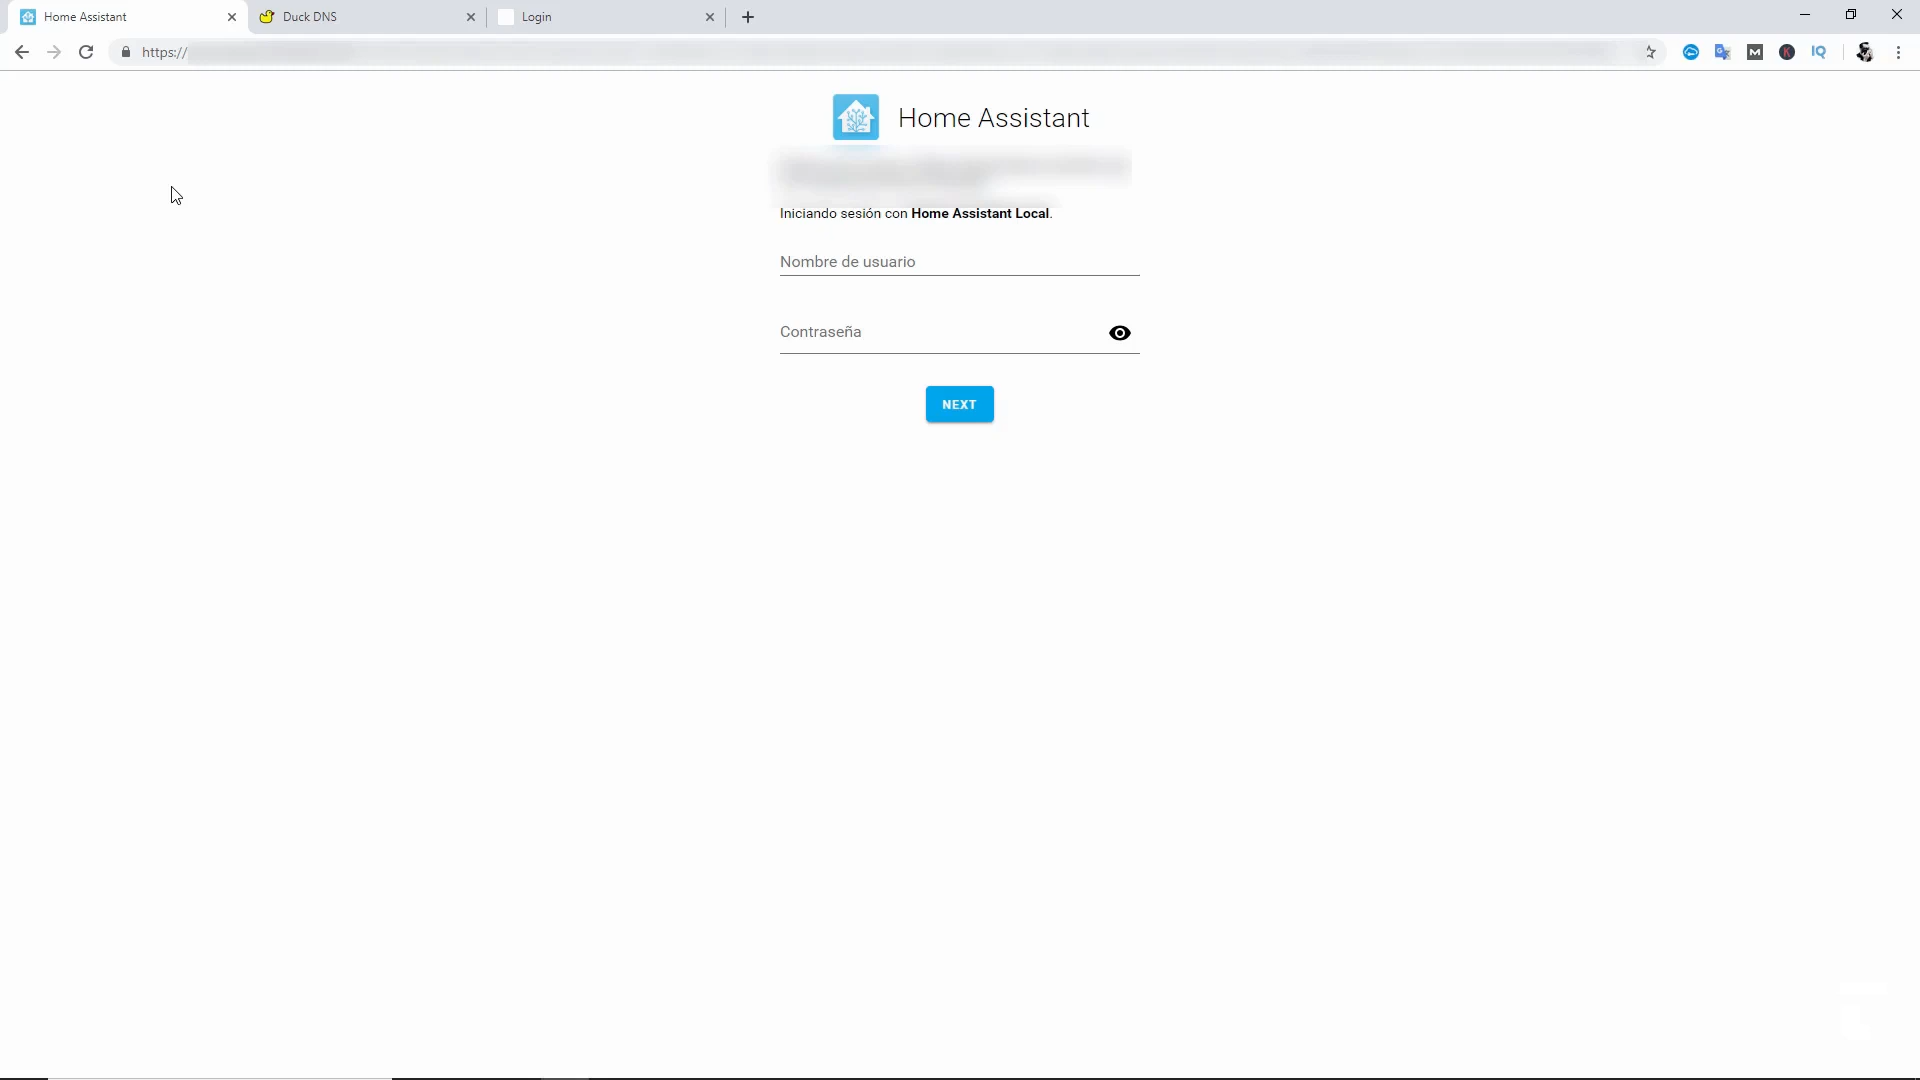 Home Assistant
Duck DNS
Login
https://
IQ
Home Assistant
Iniciando sesión con Home Assistant Local.
Nombre de usuario
Contraseña
NEXT